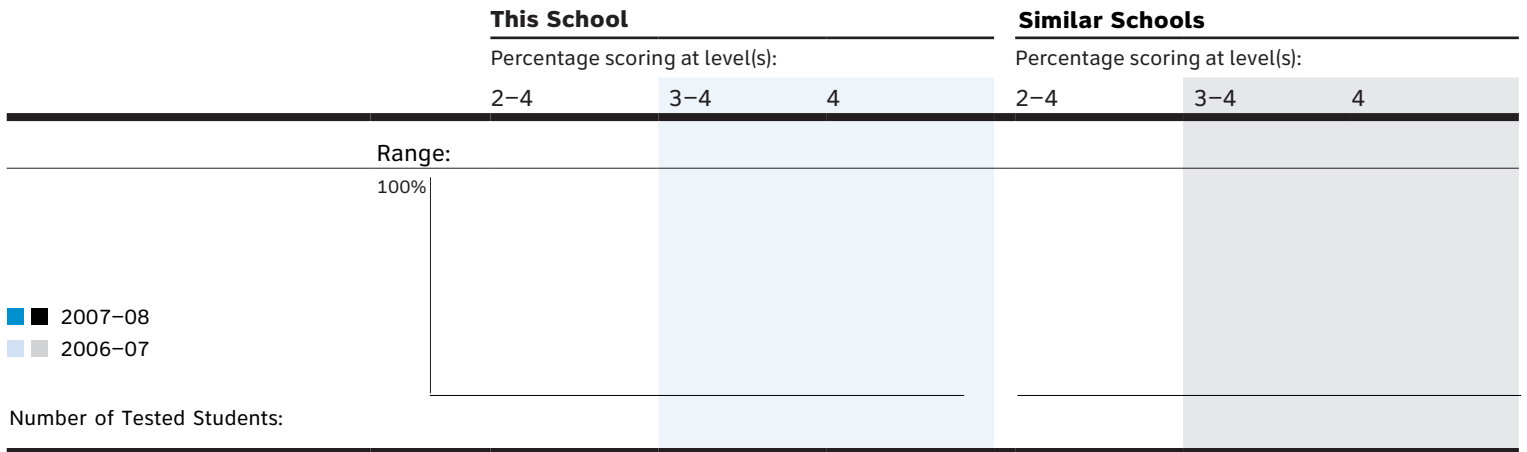 This School Similar Schools
Percentage scoring at level(s): Percentage scoring at level(s):
2–4 3–4 4 2–4 3–4 4
Range:
100%
2007–08
2006–07
Number of Tested Students: